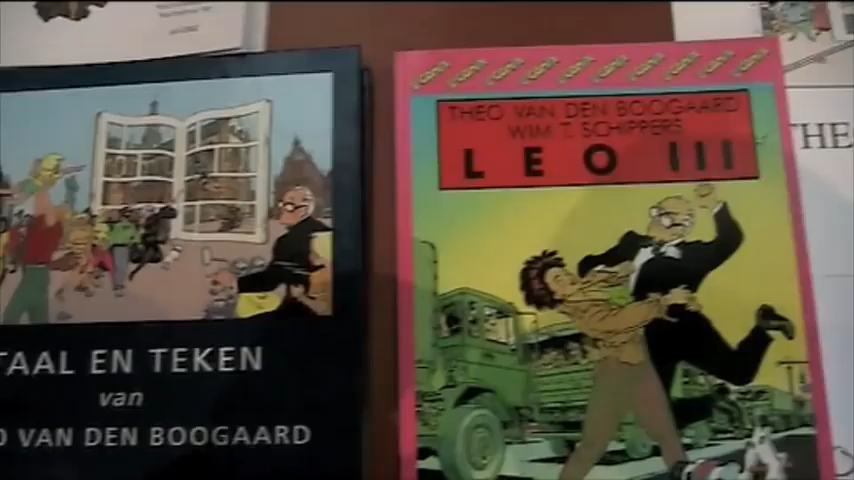 TAAL EN TEKEN
van
VAN DEN BOOGAARD
THEO VAN DEN BOOGAARD
WIM T. SCHIPPERS
LEO III
THE